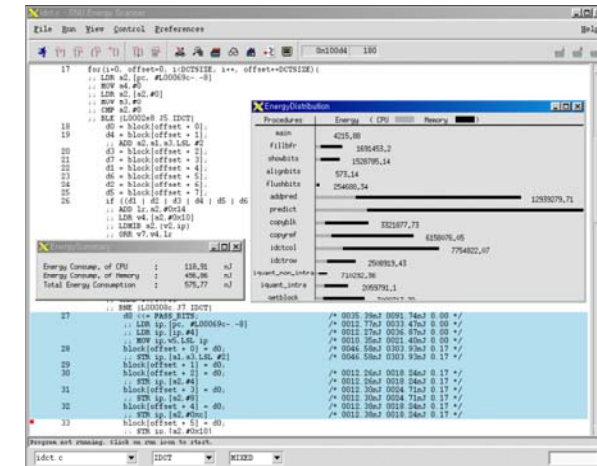 idct.c - SNU Energy Scanner
File Run View Control Preferences Help
0x100d4 180
17 for(i=0, offset=0, i<DCTSIZE, i++, offset+=DCTSIZE){
;; LDR a2,[pc, #L00069c-.-8]
;; MOV a4,#0
;; LDR a2,[a2,#0]
;; MOV a3,#0
;; CMP a2,#0
;; BLE |L0002e8 J5 IDCT|
18 d0 = block[offset + 0];
19 d4 = block[offset + 1];
;; ADD a2,a1,a3,LSL #2
20 d3 = block[offset + 2];
21 d7 = block[offset + 3];
22 d1 = block[offset + 4];
23 d6 = block[offset + 5];
24 d2 = block[offset + 6];
25 d5 = block[offset + 7];
26 if ((d1 | d2 | d3 | d4 | d5 | d6
;; ADD lr,a2,#0x14
;; LDR v4,[a2,#0x10]
;; LDMIB a2,{v2,ip}
;; ORR v7,v4,lr
EnergyDistribution
Procedures Energy ( CPU Memory )
main 4215,88
fillbfr 1691453,2
showbits 1528705,14
alignbits 573,14
flushbits 254688,34
addpred 12939279,71
predict
copyblk 3321877,73
copyref 6158076,05
idctcol 7754822,07
idctrow 2508919,43
iquant_non_intra 710292,36
iquant_intra 2059791,1
getblock
EnergySummary
Energy Consump. of CPU : 118,91 nJ
Energy Consump. of Memory : 456,86 nJ
Total Energy Consumption : 575,77 nJ
;; BNE |L00008c J7 IDCT|
27 d0 <<= PASS_BITS;
;; LDR ip,[pc, #L00069c-.-8]
;; LDR ip,[ip,#4]
;; MOV ip,v5,LSL ip
28 block[offset + 0] = d0;
;; STR ip,[a1,a3,LSL #2]
29 block[offset + 1] = d0;
30 block[offset + 2] = d0;
;; STR ip,[a2,#4]
31 block[offset + 3] = d0;
;; STR ip,[a2,#8]
32 block[offset + 4] = d0;
;; STR ip,[a2,#0xc]
33 block[offset + 5] = d0;
;; STR ip,[a2,#0x10]
Program not running. Click on run icon to start.
idct.c IDCT MIXED